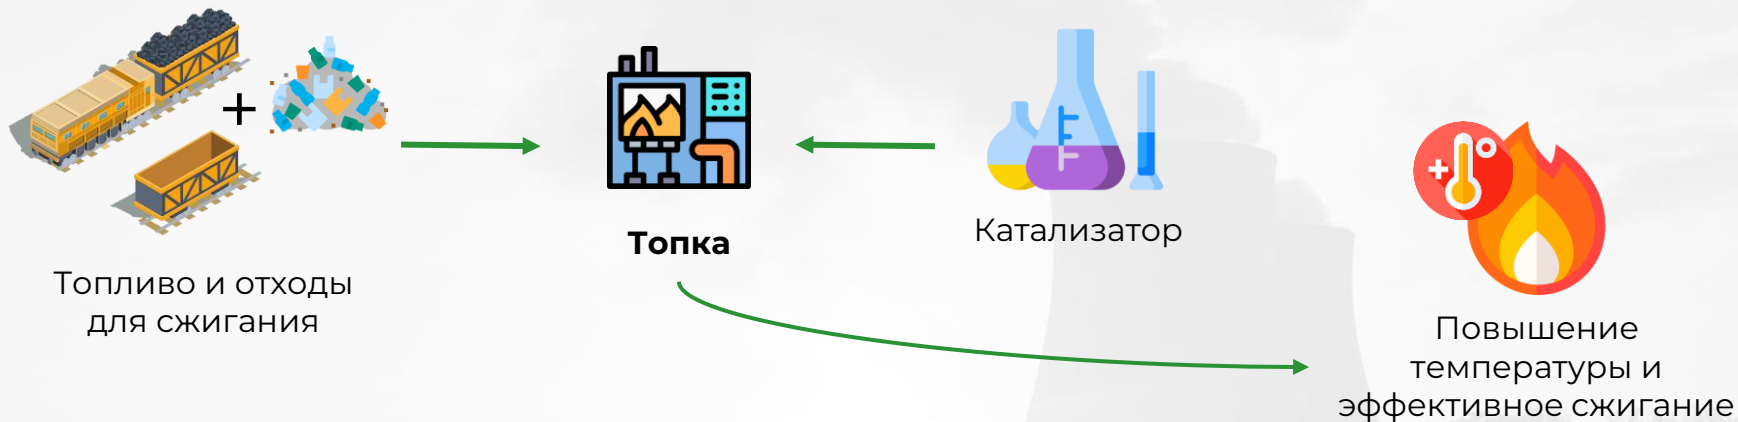 Топливо и отходы
для сжигания
Топка
Катализатор
Повышение
температуры и
эффективное сжигание